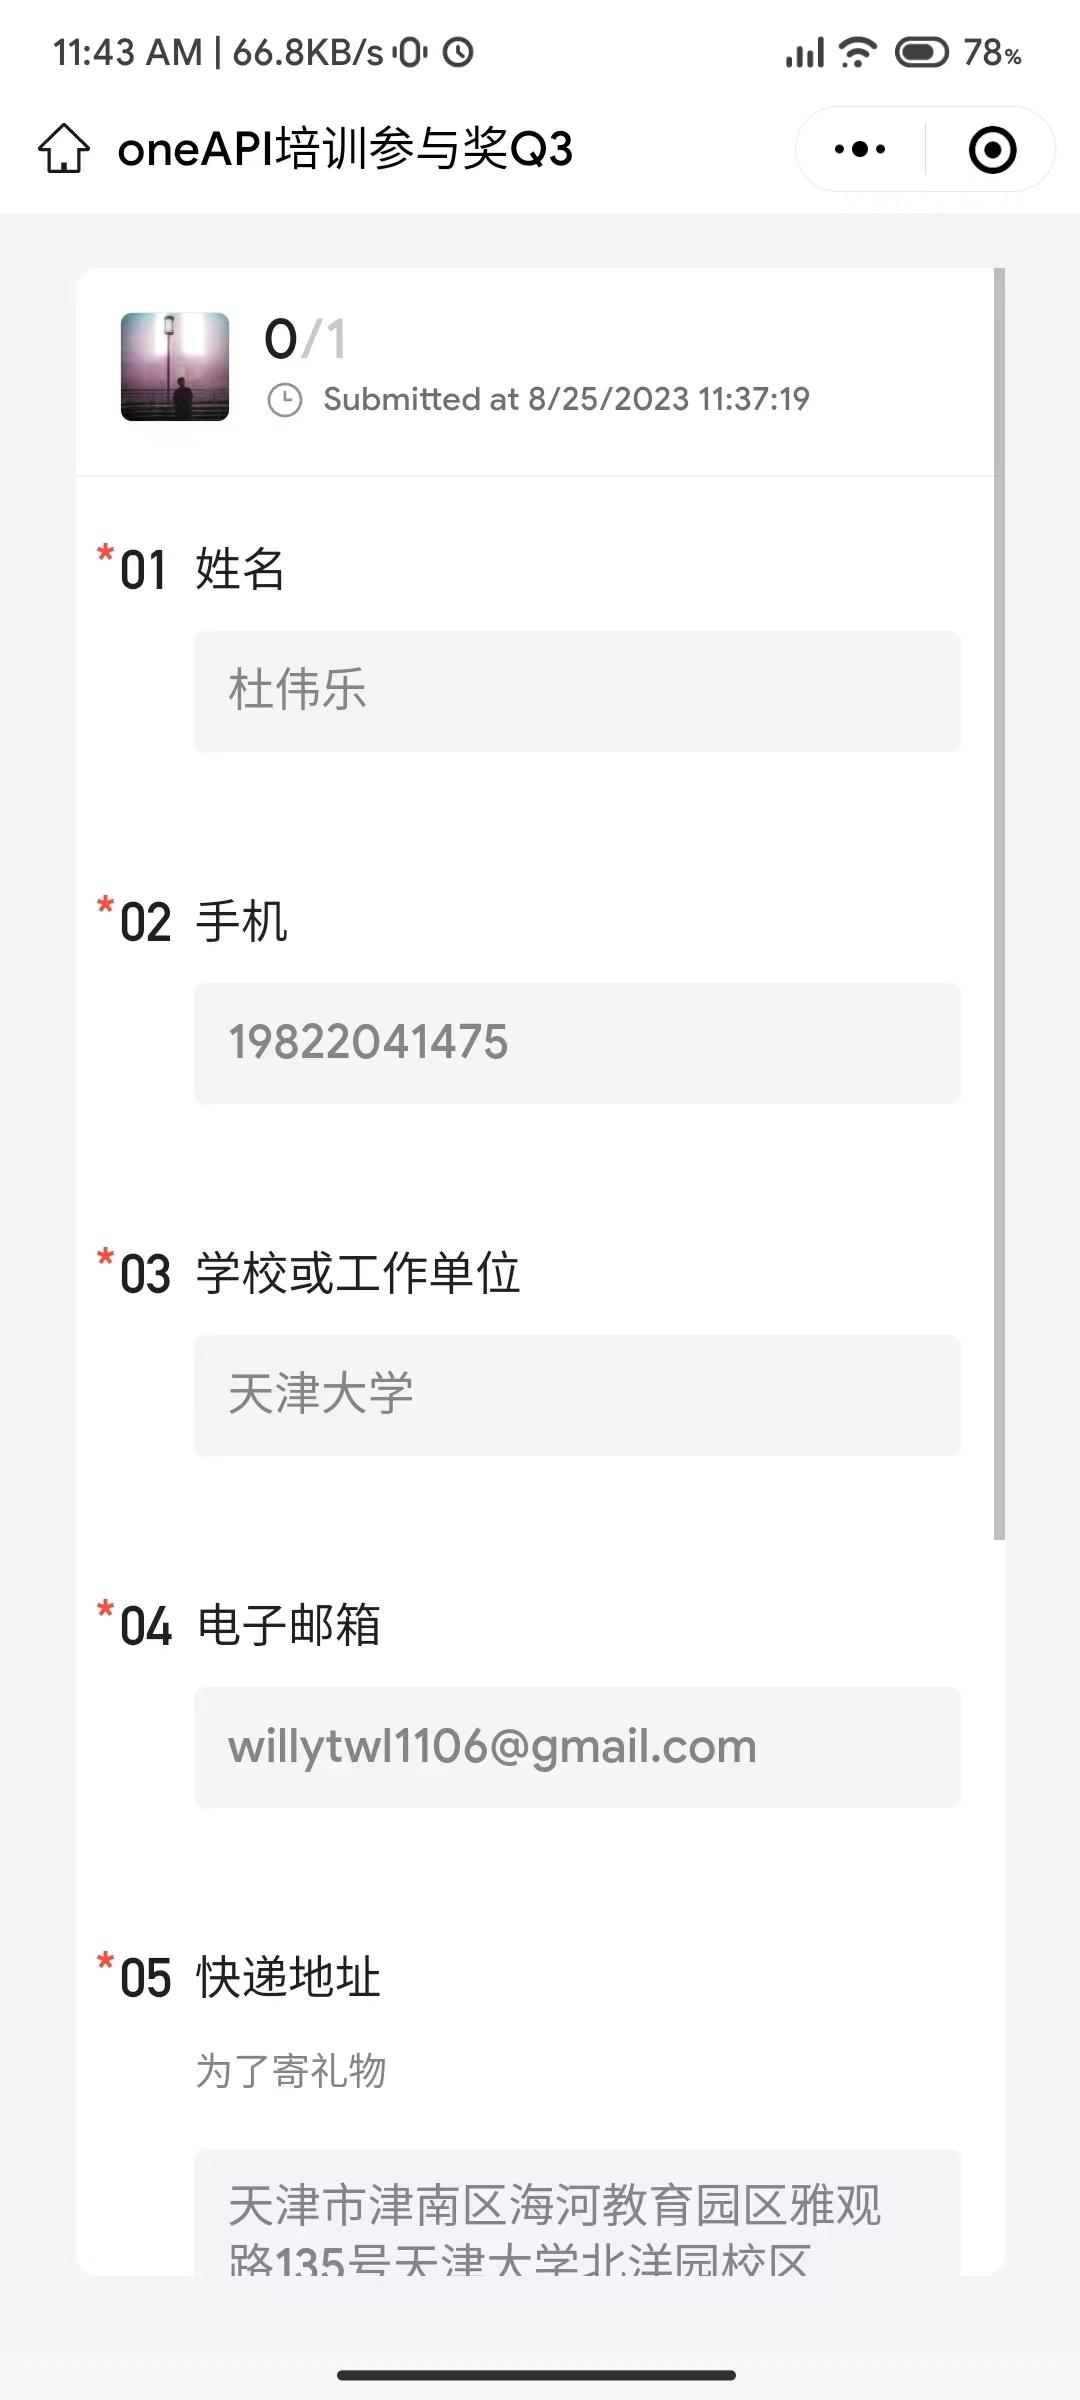 11:43 AM | 66.8KB/s
78%
oneAPI培训参与奖Q3
0/1
Submitted at 8/25/2023 11:37:19
*01 姓名
杜伟乐
*02 手机
19822041475
*03 学校或工作单位
天津大学
*04 电子邮箱
willytwl1106@gmail.com
*05 快递地址
为了寄礼物
天津市津南区海河教育园区雅观
路135号天津大学北洋园校区